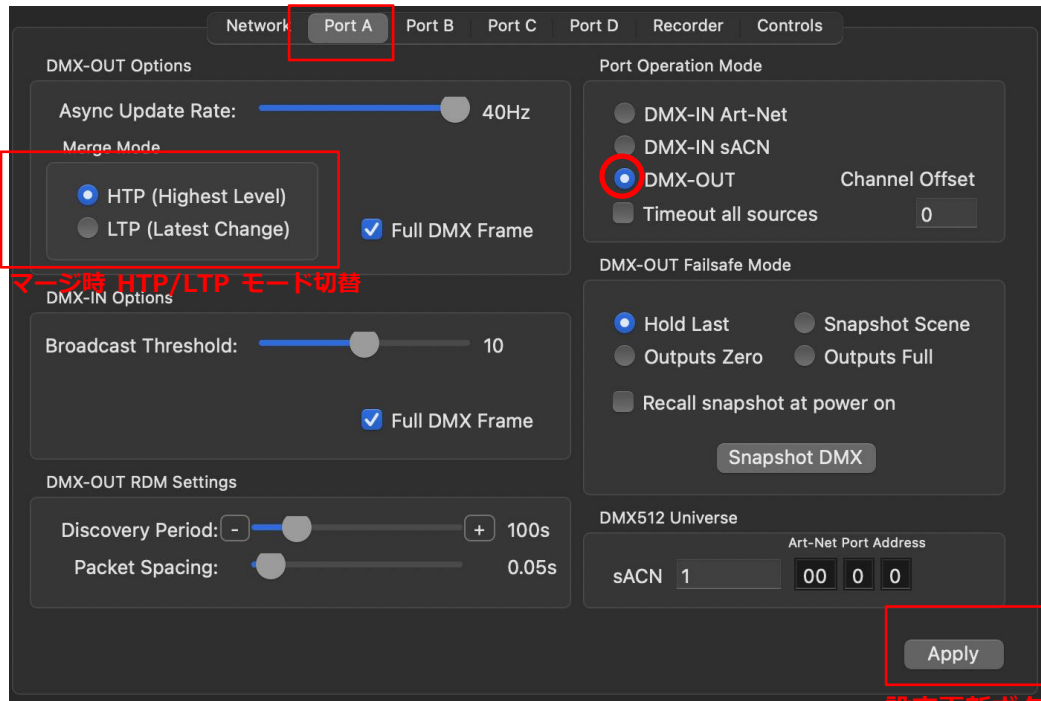 Network Port A Port B Port C Port D Recorder Controls
DMX-OUT Options
Async Update Rate: 40Hz
Merge Mode
HTP (Highest Level)
LTP (Latest Change)
Full DMX Frame
マージ時 HTP/LTP モード切替
DMX-IN Options
Broadcast Threshold: 10
Full DMX Frame
DMX-OUT RDM Settings
Discovery Period: - + 100s
Packet Spacing: 0.05s
Port Operation Mode
DMX-IN Art-Net
DMX-IN sACN
DMX-OUT Channel Offset
Timeout all sources 0
DMX-OUT Failsafe Mode
Hold Last Snapshot Scene
Outputs Zero Outputs Full
Recall snapshot at power on
Snapshot DMX
DMX512 Universe
Art-Net Port Address
sACN 1 00 0 0
Apply